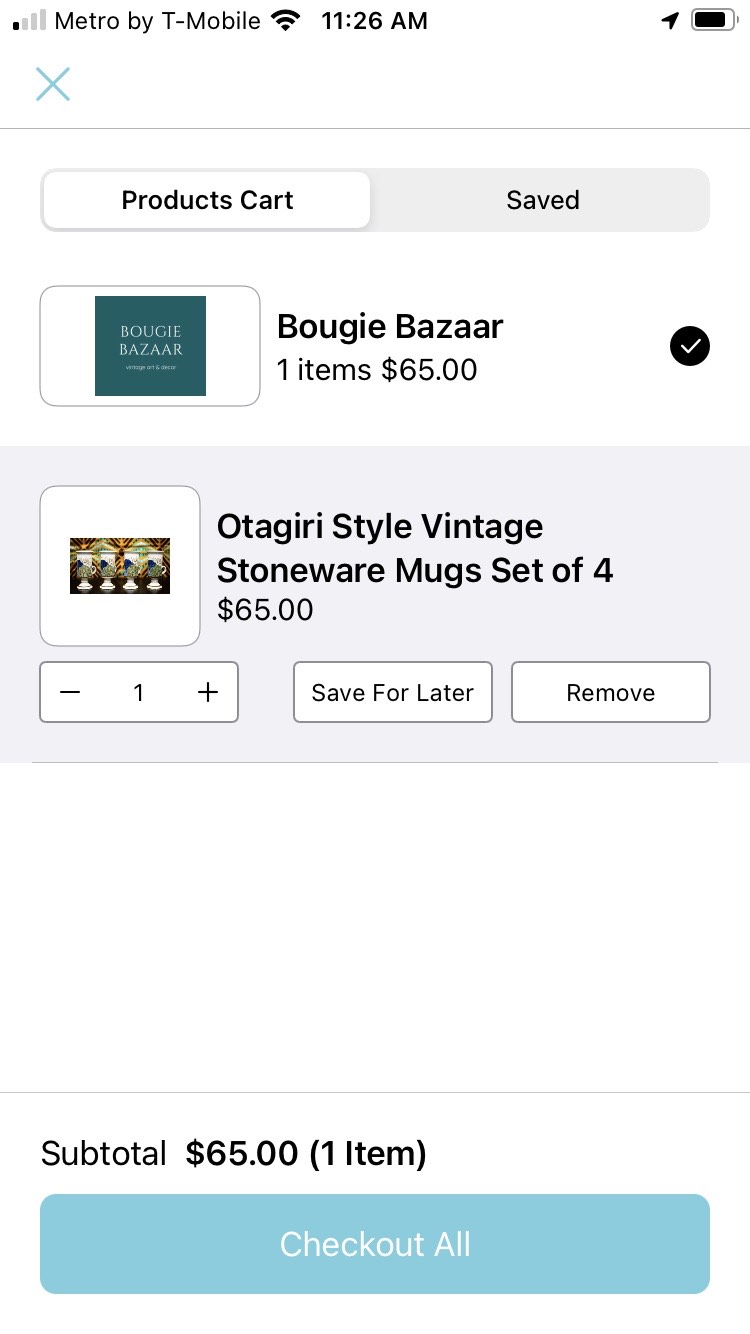 Metro by T-Mobile 11:26 AM
Products Cart Saved
BOUGIE
BAZAAR
vintage art & decor
Bougie Bazaar
1 items $65.00
Otagiri Style Vintage
Stoneware Mugs Set of 4
$65.00
− 1 + Save For Later Remove
Subtotal $65.00 (1 Item)
Checkout All